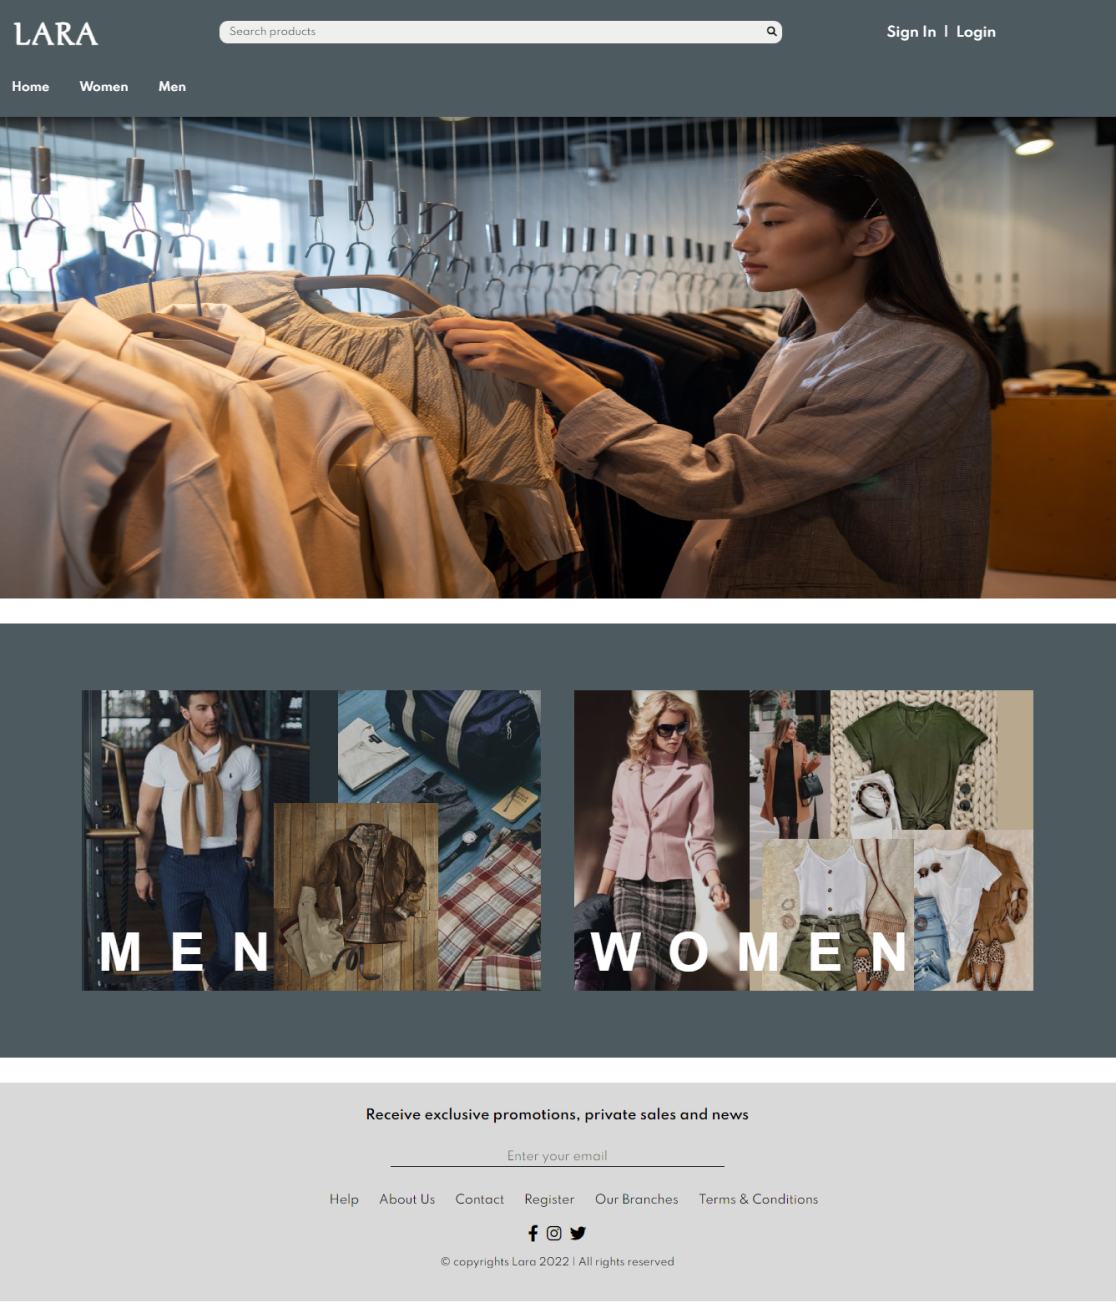 LARA
Search products
Sign In | Login
Home Women Men
MEN
WOMEN
Receive exclusive promotions, private sales and news
Enter your email
Help About Us Contact Register Our Branches Terms & Conditions
© copyrights Lara 2022 | All rights reserved